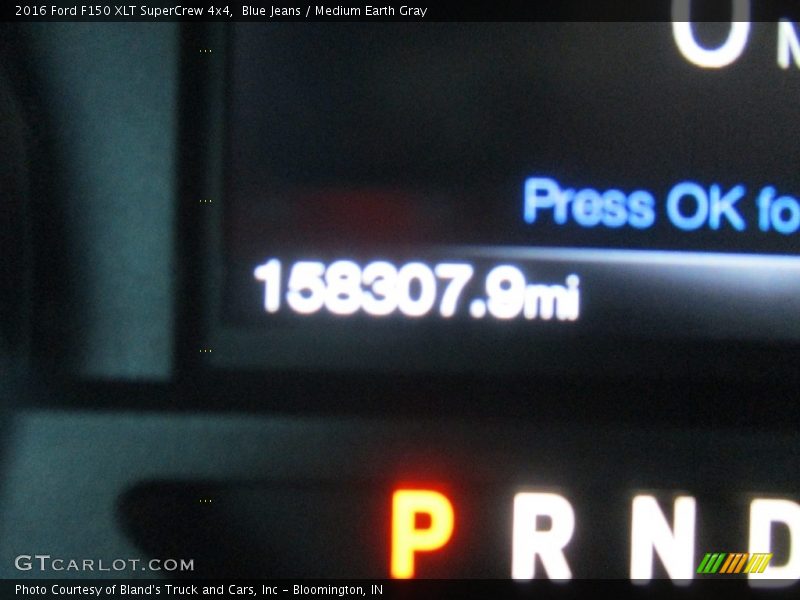 2016 Ford F150 XLT SuperCrew 4x4, Blue Jeans / Medium Earth Gray
0
Press OK fo
158307.9mi
P R N D
GTCARLOT.COM
Photo Courtesy of Bland's Truck and Cars, Inc - Bloomington, IN